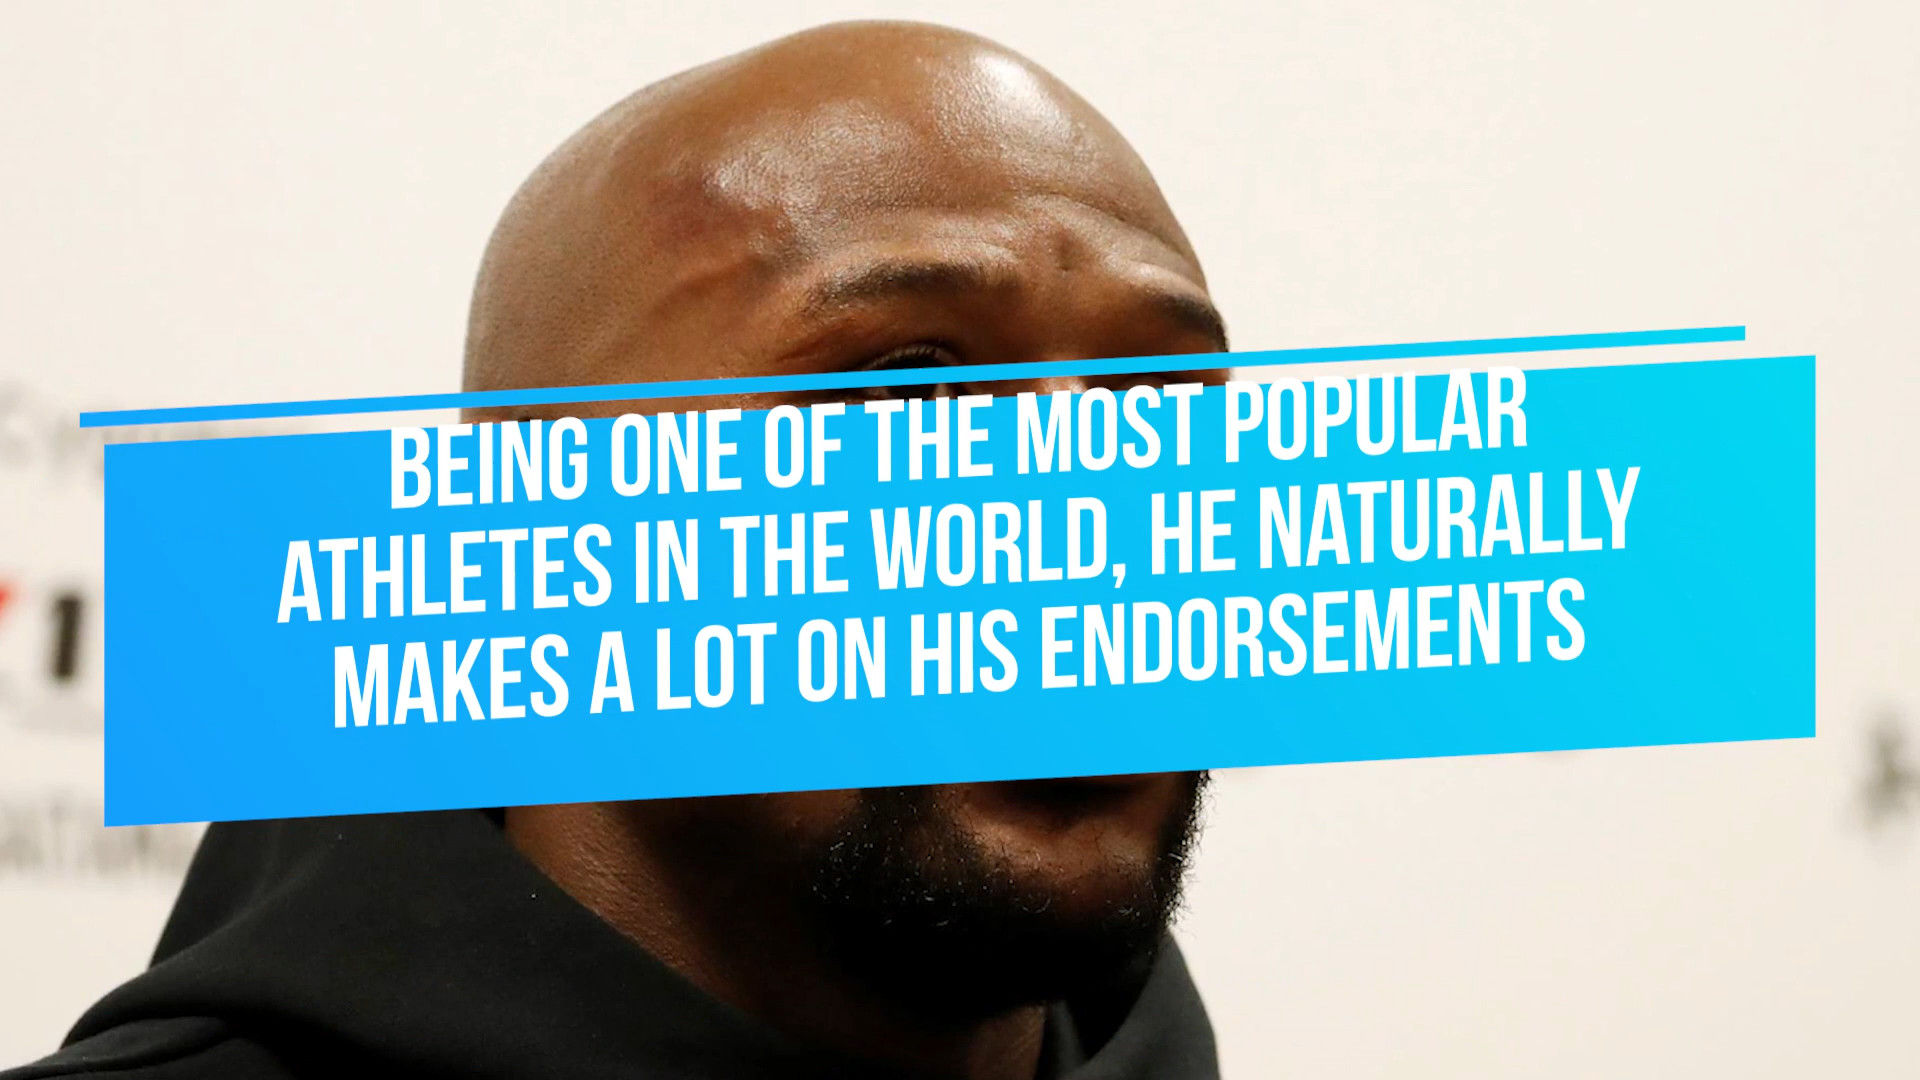 BEING ONE OF THE MOST POPULAR
ATHLETES IN THE WORLD, HE NATURALLY
MAKES A LOT ON HIS ENDORSEMENTS